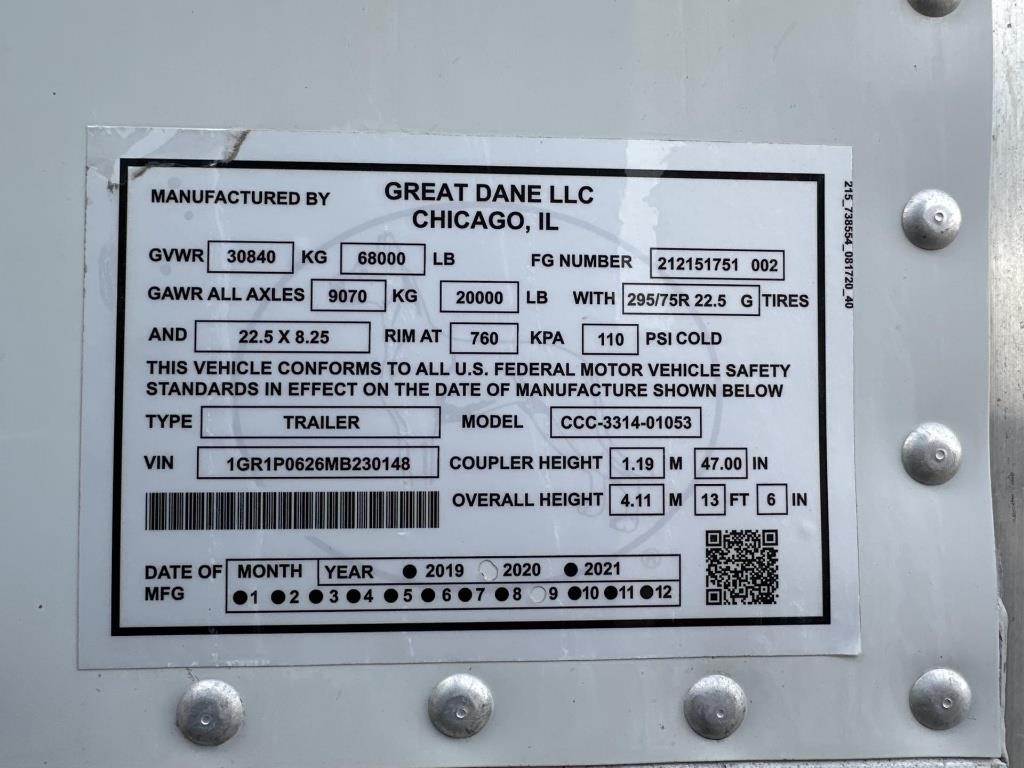 MANUFACTURED BY GREAT DANE LLC
CHICAGO, IL
GVWR 30840 KG 68000 LB FG NUMBER 212151751 002
GAWR ALL AXLES 9070 KG 20000 LB WITH 295/75R 22.5 G TIRES
AND 22.5 X 8.25 RIM AT 760 KPA 110 PSI COLD
THIS VEHICLE CONFORMS TO ALL U.S. FEDERAL MOTOR VEHICLE SAFETY
STANDARDS IN EFFECT ON THE DATE OF MANUFACTURE SHOWN BELOW
TYPE TRAILER MODEL CCC-3314-01053
VIN 1GR1P0626MB230148 COUPLER HEIGHT 1.19 M 47.00 IN
OVERALL HEIGHT 4.11 M 13 FT 6 IN
DATE OF MFG
MONTH YEAR 2019 2020 2021
1 2 3 4 5 6 7 8 9 10 11 12
215_738554_081720_40
®